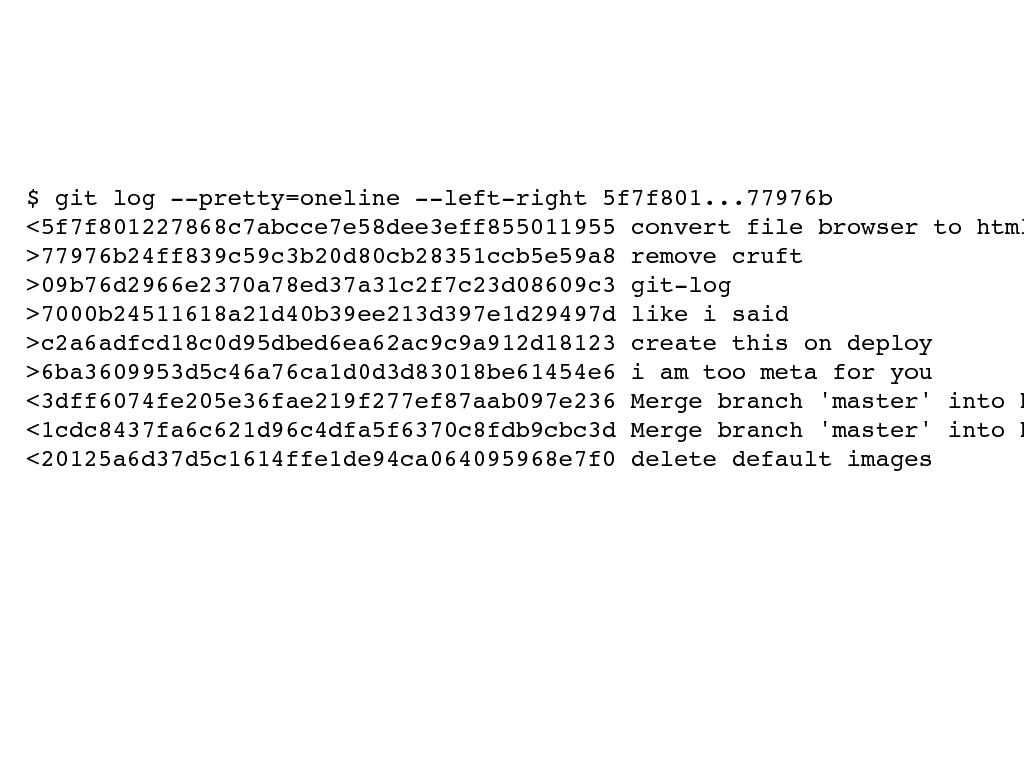 $ git log --pretty=oneline --left-right 5f7f801...77976b
<5f7f801227868c7abcce7e58dee3eff855011955 convert file browser to html
>77976b24ff839c59c3b20d80cb28351ccb5e59a8 remove cruft
>09b76d2966e2370a78ed37a31c2f7c23d08609c3 git-log
>7000b24511618a21d40b39ee213d397e1d29497d like i said
>c2a6adfcd18c0d95dbed6ea62ac9c9a912d18123 create this on deploy
>6ba3609953d5c46a76ca1d0d3d83018be61454e6 i am too meta for you
<3dff6074fe205e36fae219f277ef87aab097e236 Merge branch 'master' into
<1cdc8437fa6c621d96c4dfa5f6370c8fdb9cbc3d Merge branch 'master' into
<20125a6d37d5c1614ffe1de94ca064095968e7f0 delete default images